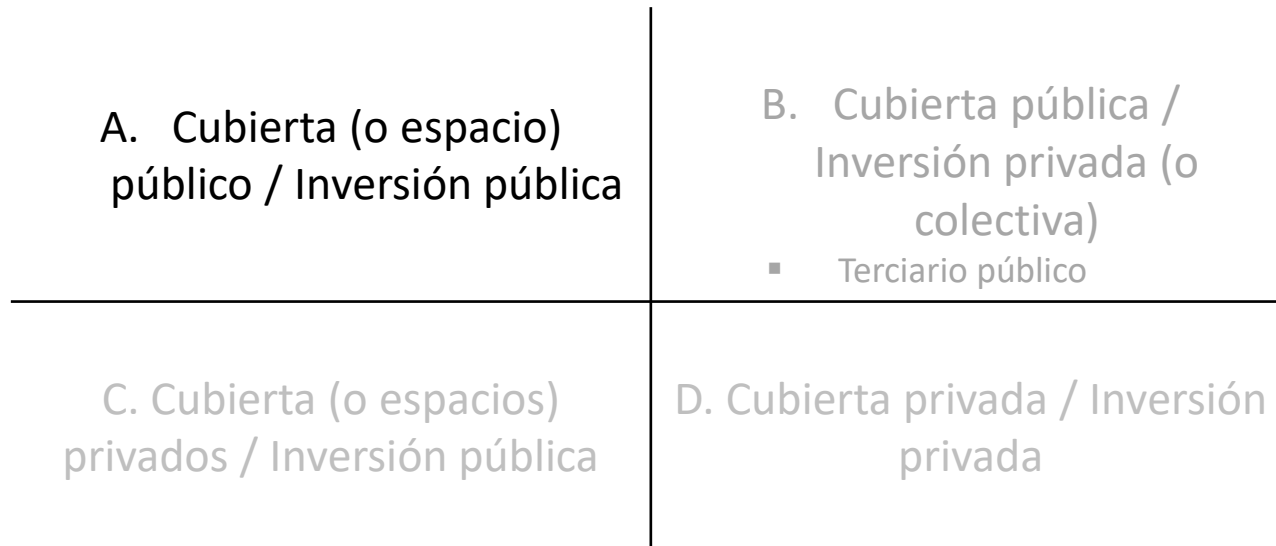 A. Cubierta (o espacio)
público / Inversión pública
B. Cubierta pública /
Inversión privada (o
colectiva)
▪ Terciario público
C. Cubierta (o espacios)
privados / Inversión pública
D. Cubierta privada / Inversión
privada